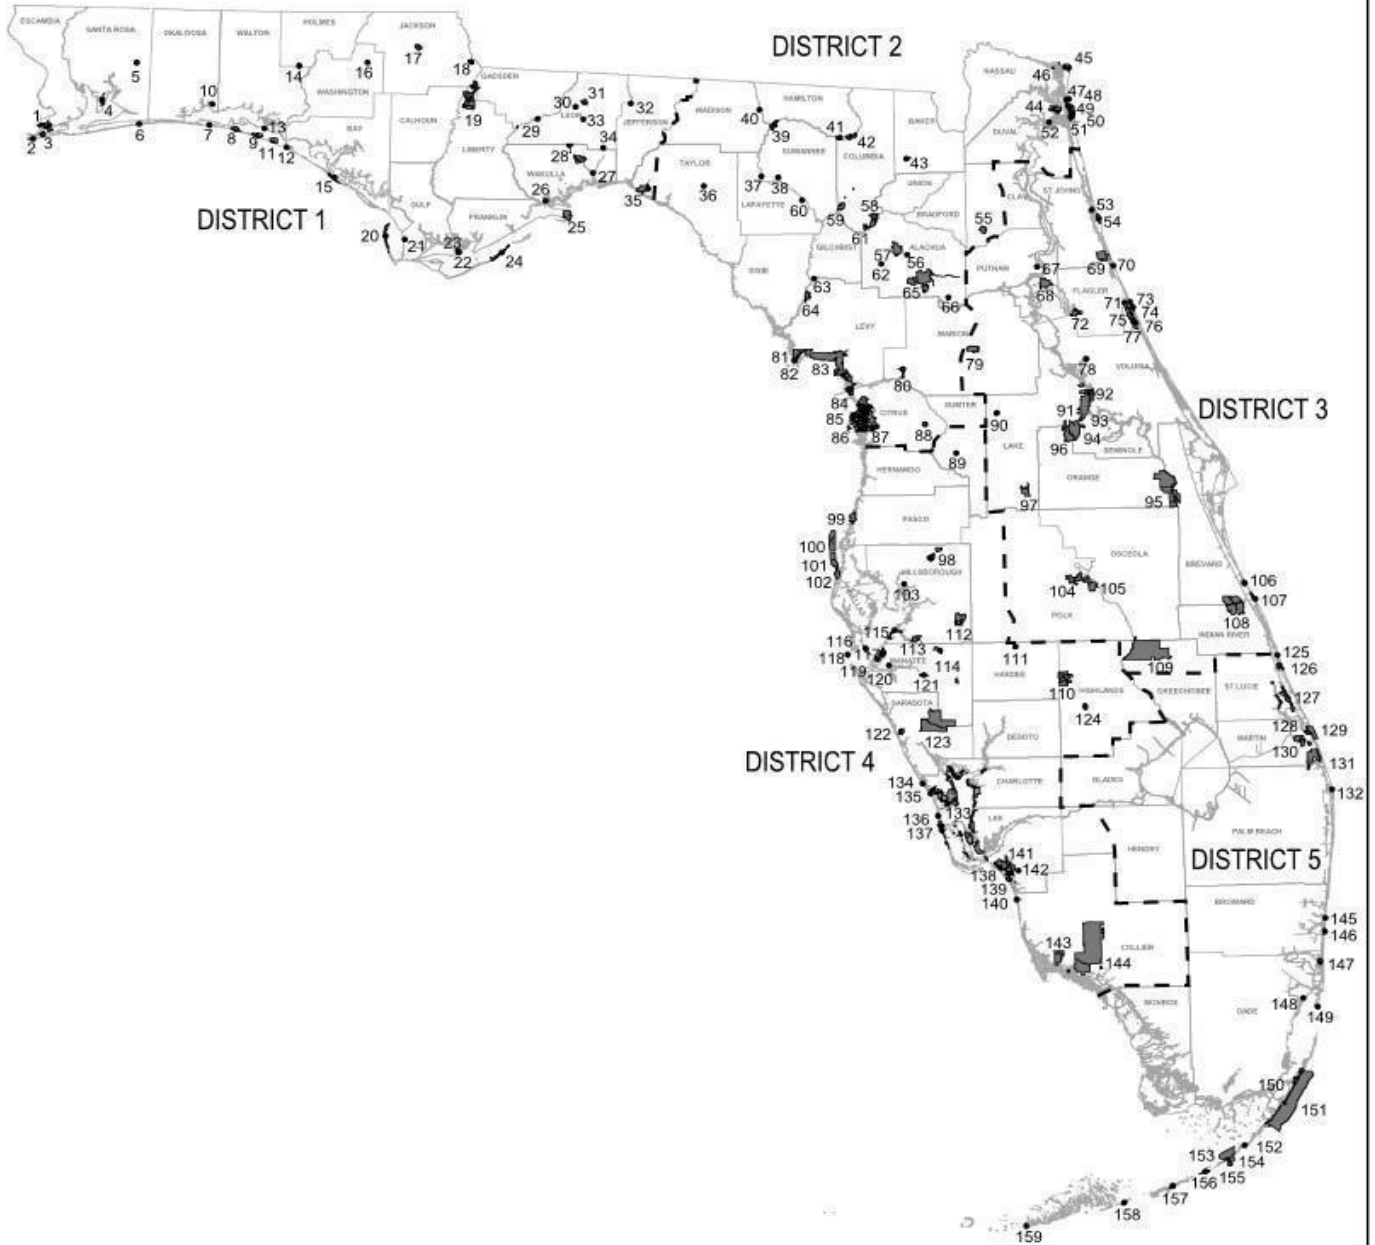 ESCAMBIA
SANTA ROSA
OKALOOSA
WALTON
HOLMES
JACKSON
WASHINGTON
BAY
CALHOUN
GULF
LIBERTY
GADSDEN
FRANKLIN
LEON
WAKULLA
JEFFERSON
DISTRICT 1
1
2
3
4
5
6
7
8
9
10
11
12
13
14
15
16
17
18
19
20
21
22
23
24
25
26
27
28
29
30
31
32
33
34
35
DISTRICT 2
MADISON
TAYLOR
HAMILTON
SUWANNEE
LAFAYETTE
DIXIE
COLUMBIA
BAKER
UNION
BRADFORD
GILCHRIST
ALACHUA
LEVY
MARION
CITRUS
SUMTER
NASSAU
DUVAL
CLAY
36
37
38
39
40
41
42
43
44
45
46
47
48
49
50
51
52
53
54
55
56
57
58
59
60
61
62
63
64
65
66
DISTRICT 3
ST JOHNS
PUTNAM
FLAGLER
VOLUSIA
LAKE
SEMINOLE
ORANGE
OSCEOLA
BREVARD
POLK
INDIAN RIVER
67
68
69
70
71
72
73
74
75
76
77
78
79
80
81
82
83
84
85
86
87
88
89
90
91
92
93
94
95
96
97
DISTRICT 4
HERNANDO
PASCO
HILLSBOROUGH
MANATEE
HARDEE
HIGHLANDS
SARASOTA
DESOTO
CHARLOTTE
GLADES
LEE
HENDRY
COLLIER
98
99
100
101
102
103
104
105
106
107
108
109
110
111
112
113
114
115
116
118
119
120
121
122
123
124
DISTRICT 5
OKEECHOBEE
ST.LUCIE
MARTIN
PALM BEACH
BROWARD
DADE
MONROE
125
126
127
128
129
130
131
132
133
134
135
136
137
138
139
140
141
142
143
144
145
146
147
148
149
150
151
152
153
154
155
156
157
158
159